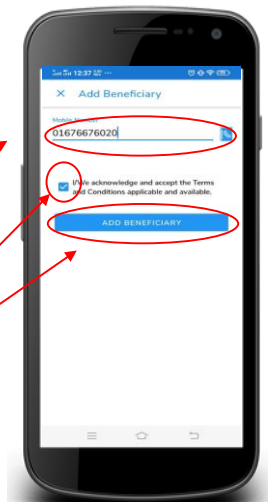 12:37
× Add Beneficiary
Mobile Number
01676676020
I/We acknowledge and accept the Terms
and Conditions applicable and available.
ADD BENEFICIARY